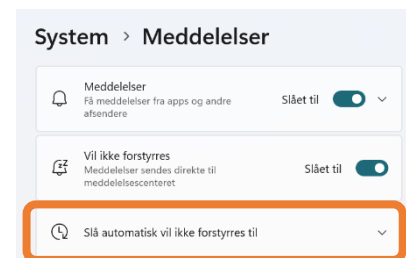 System > Meddelelser
Meddelelser
Få meddelelser fra apps og andre
afsendere
Slået til
Vil ikke forstyrres
Meddelelser sendes direkte til
meddelelsescenteret
Slået til
Slå automatisk vil ikke forstyrres til